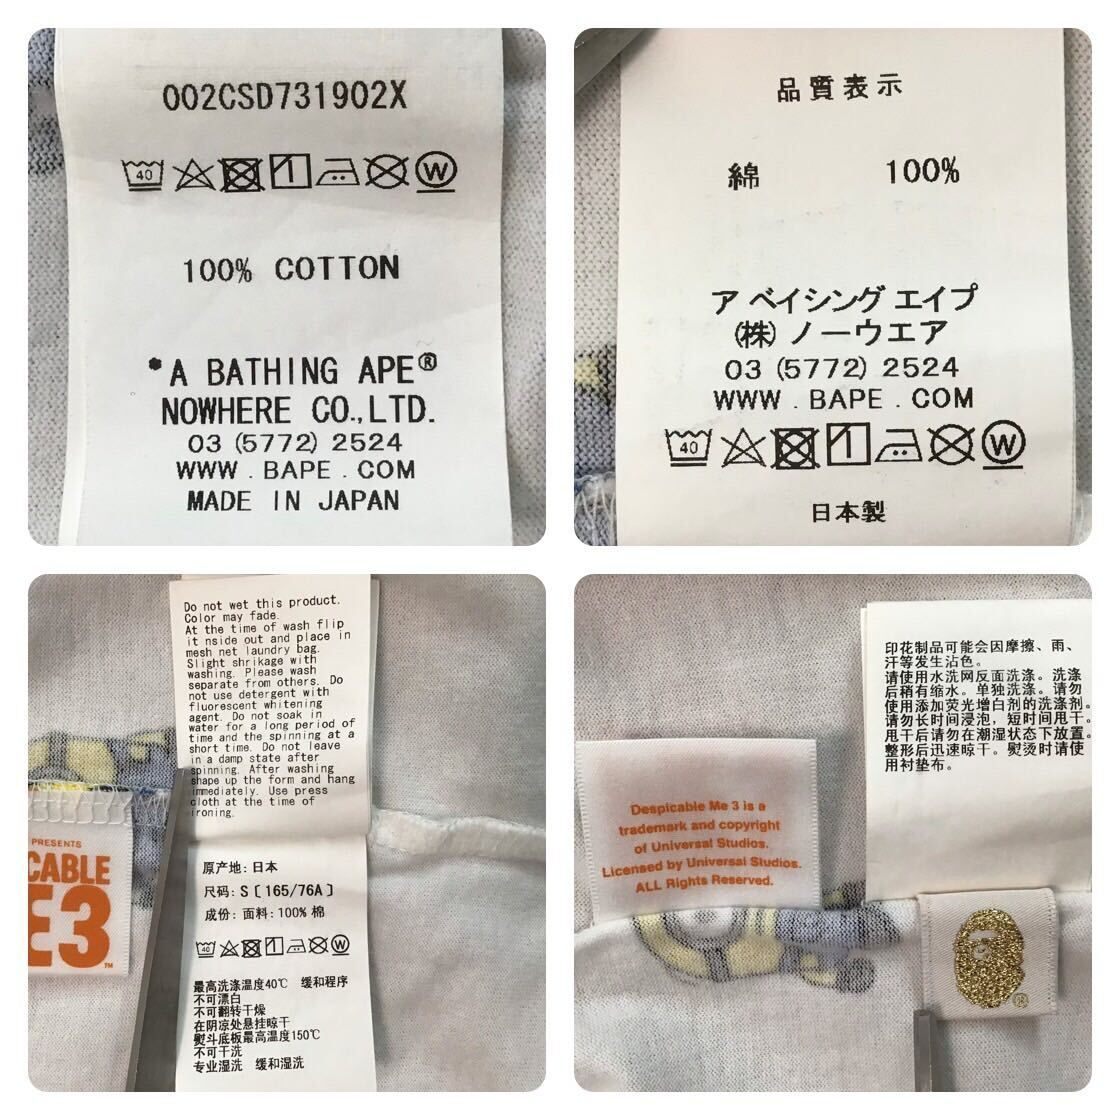 002CSD731902X
40
W
100% COTTON
*A BATHING APE®
NOWHERE CO.,LTD.
03 (5772) 2524
WWW . BAPE . COM
MADE IN JAPAN
品質表示
綿 100%
ア ベイシング エイプ
(株) ノーウエア
03 (5772) 2524
WWW . BAPE . COM
40
W
日本製
Do not wet this product.
Color may fade.
At the time of wash flip
it nside out and place in
mesh net laundry bag.
Slight shrikage with
washing. Please wash
separate from others. Do
not use detergent with
fluorescent whitening
agent. Do not soak in
water for a long period of
time and the spinning at a
short time. Do not leave
in a damp state after
spinning. After washing
shape up the form and hang
immediately. Use press
cloth at the time of
ironing.
PRESENTS
CABLE
E3™
原产地: 日本
尺码: S [165/76A]
成份: 面料: 100% 棉
40
W
最高洗涤温度40℃ 缓和程序
不可漂白
不可翻转干燥
在阴凉处悬挂晾干
熨斗底板最高温度150℃
不可干洗
专业湿洗 缓和湿洗
印花制品可能会因摩擦、雨、
汗等发生沾色。
请使用水洗网反面洗涤。洗涤
后稍有缩水。单独洗涤。请勿
使用添加荧光增白剂的洗涤剂。
请勿长时间浸泡，短时间甩干。
甩干后请勿在潮湿状态下放置。
整形后迅速晾干。熨烫时请使
用衬垫布。
Despicable Me 3 is a
trademark and copyright
of Universal Studios.
Licensed by Universal Studios.
ALL Rights Reserved.
®